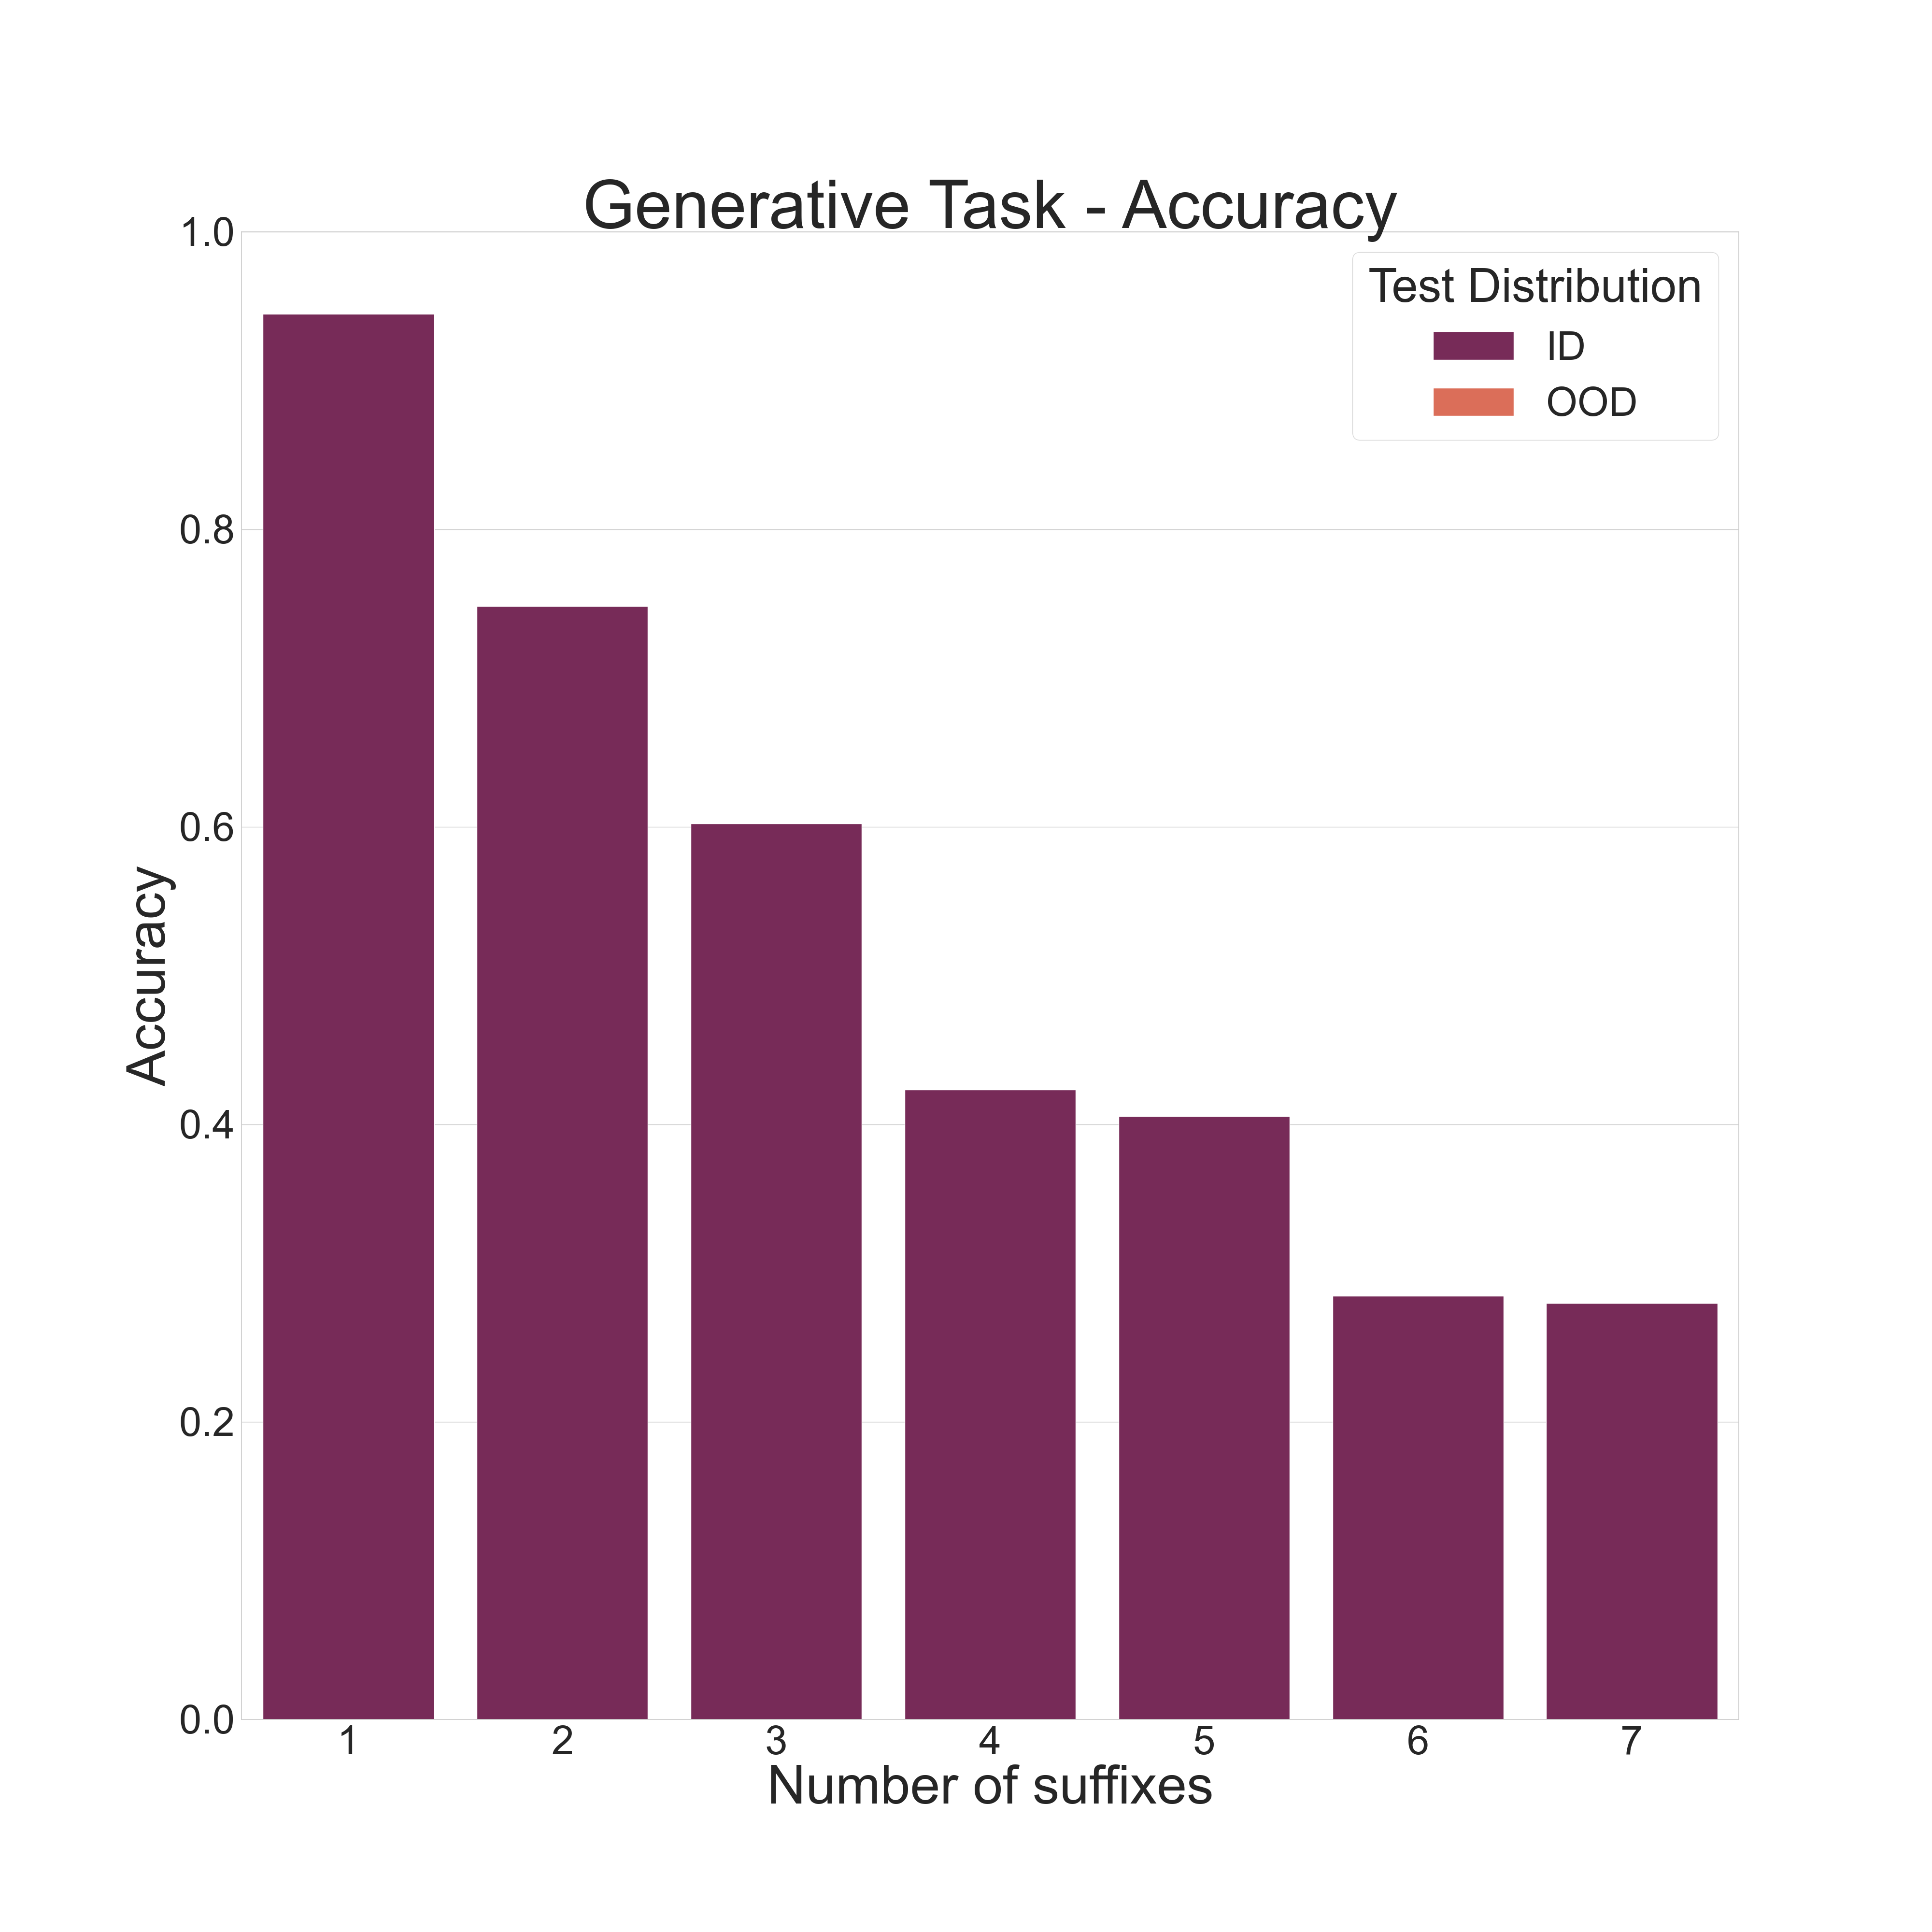 Generative Task - Accuracy
Test Distribution
ID
OOD
1.0
0.8
0.6
0.4
0.2
0.0
Accuracy
1 2 3 4 5 6 7
Number of suffixes